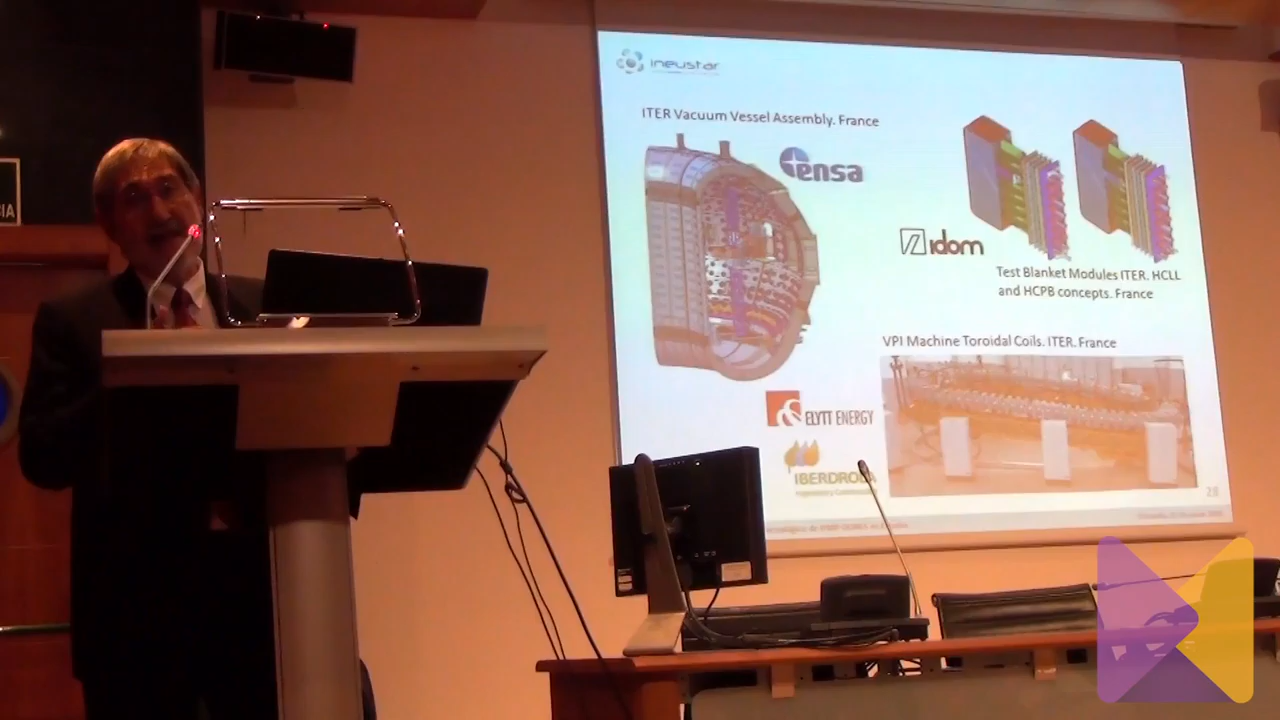 ineustar
ITER Vacuum Vessel Assembly. France
ensa
idom
Test Blanket Modules ITER. HCLL
and HCPB concepts. France
VPI Machine Toroidal Coils. ITER. France
ELYTT ENERGY
IBERDROLA
28
CIA